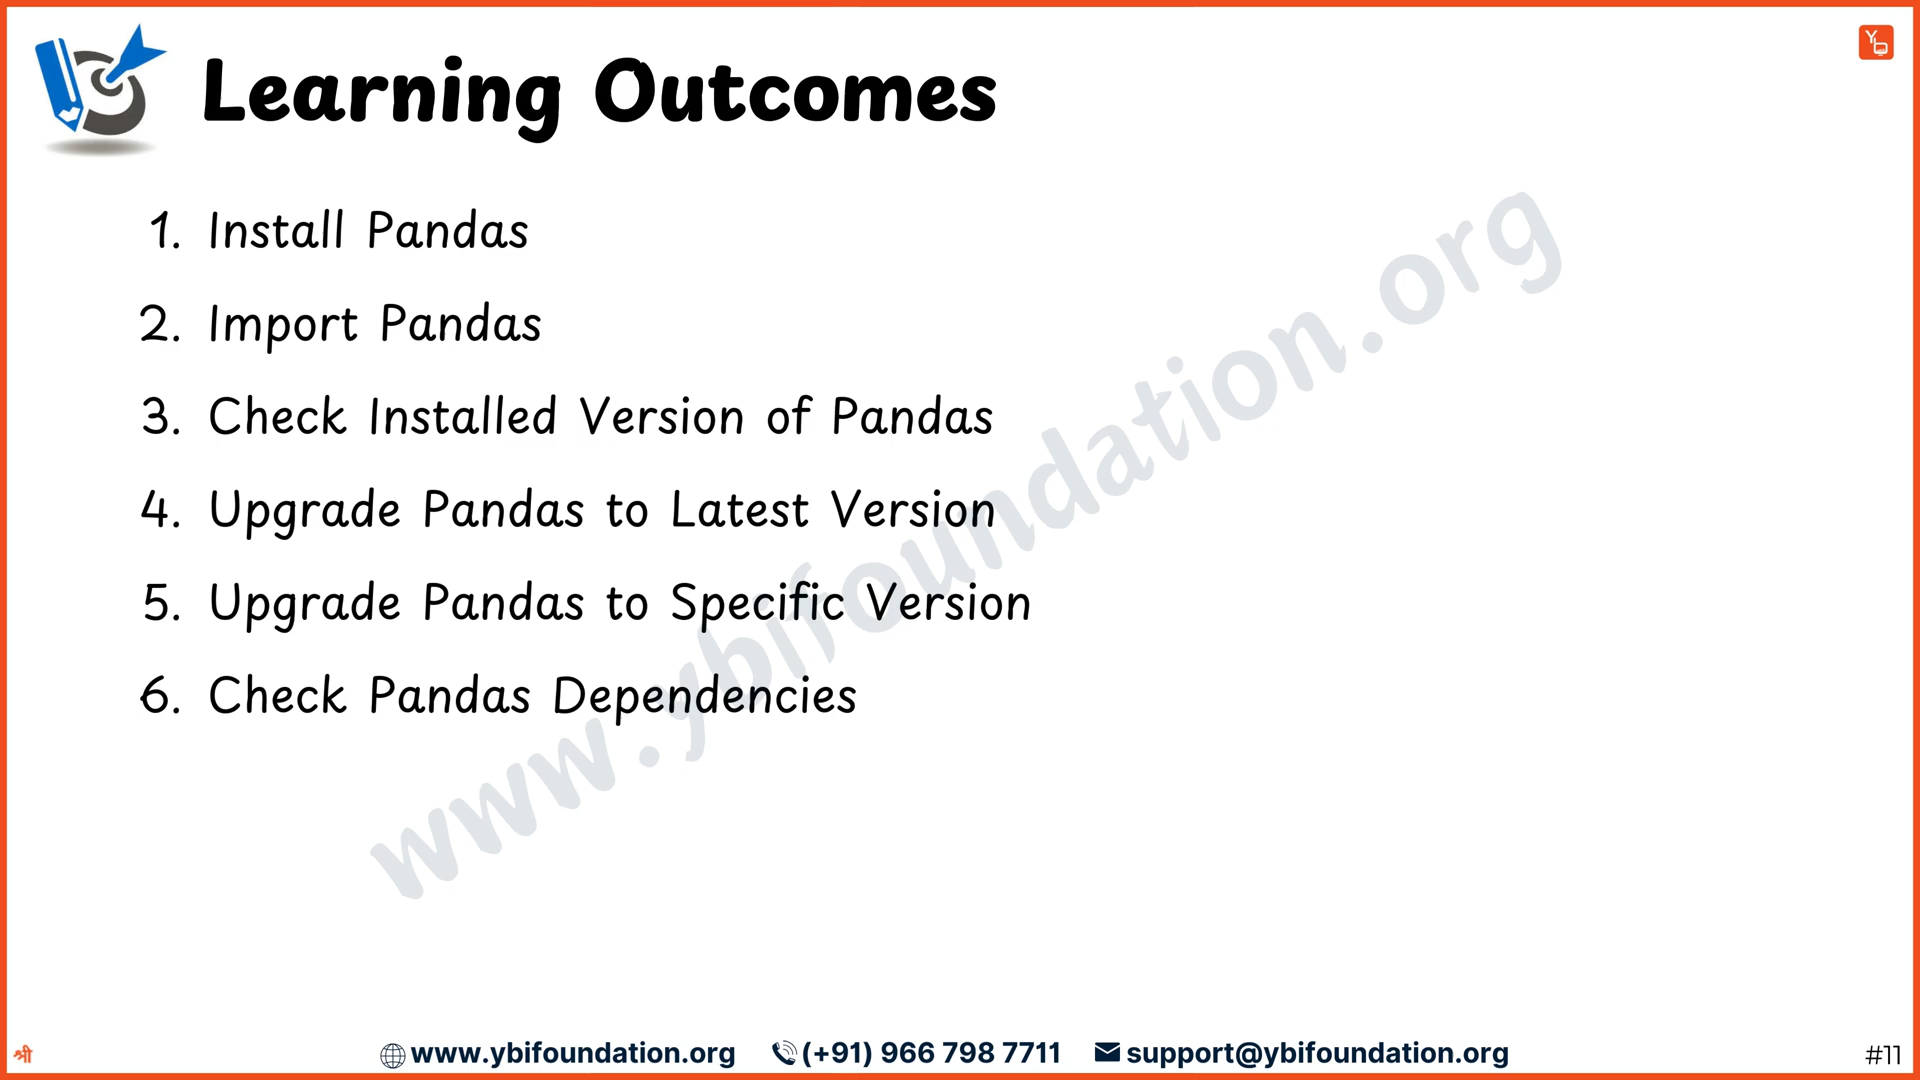 Learning Outcomes
1. Install Pandas
2. Import Pandas
3. Check Installed Version of Pandas
4. Upgrade Pandas to Latest Version
5. Upgrade Pandas to Specific Version
6. Check Pandas Dependencies
www.ybifoundation.org
श्री
www.ybifoundation.org (+91) 966 798 7711 support@ybifoundation.org
#11